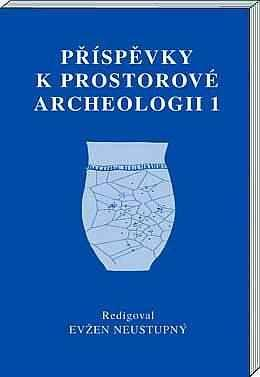 PŘÍSPĚVKY
K PROSTOROVÉ
ARCHEOLOGII 1
Redigoval
EVŽEN NEUSTUPNÝ